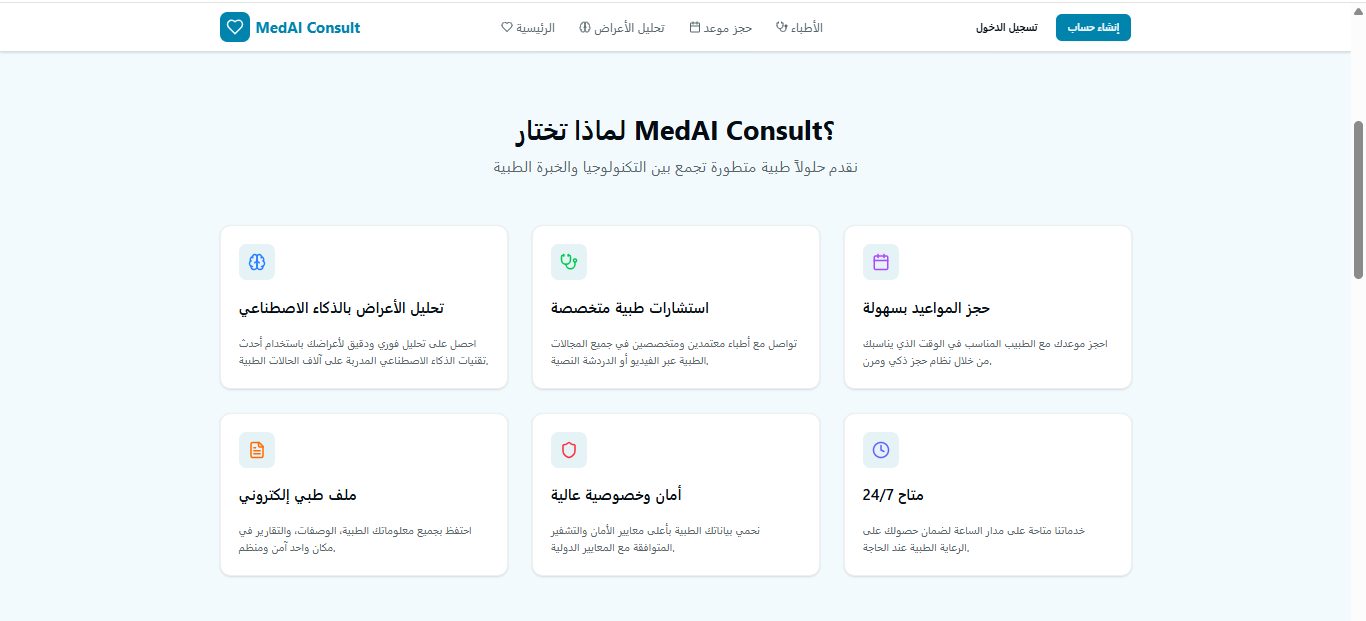 MedAI Consult
الرئيسية
تحليل الأعراض
حجز موعد
الأطباء
تسجيل الدخول
إنشاء حساب
لماذا تختار MedAI Consult؟
نقدم حلولاً طبية متطورة تجمع بين التكنولوجيا والخبرة الطبية
تحليل الأعراض بالذكاء الاصطناعي
احصل على تحليل فوري ودقيق لأعراضك باستخدام أحدث
تقنيات الذكاء الاصطناعي المدربة على آلاف الحالات الطبية.
استشارات طبية متخصصة
تواصل مع أطباء معتمدين ومتخصصين في جميع المجالات
الطبية عبر الفيديو أو الدردشة النصية.
حجز المواعيد بسهولة
احجز موعدك مع الطبيب المناسب في الوقت الذي يناسبك
من خلال نظام حجز ذكي ومرن.
ملف طبي إلكتروني
احتفظ بجميع معلوماتك الطبية، الوصفات، والتقارير في
مكان واحد آمن ومنظم.
أمان وخصوصية عالية
نحمي بياناتك الطبية بأعلى معايير الأمان والتشفير
المتوافقة مع المعايير الدولية.
متاح 24/7
خدماتنا متاحة على مدار الساعة لضمان حصولك على
الرعاية الطبية عند الحاجة.